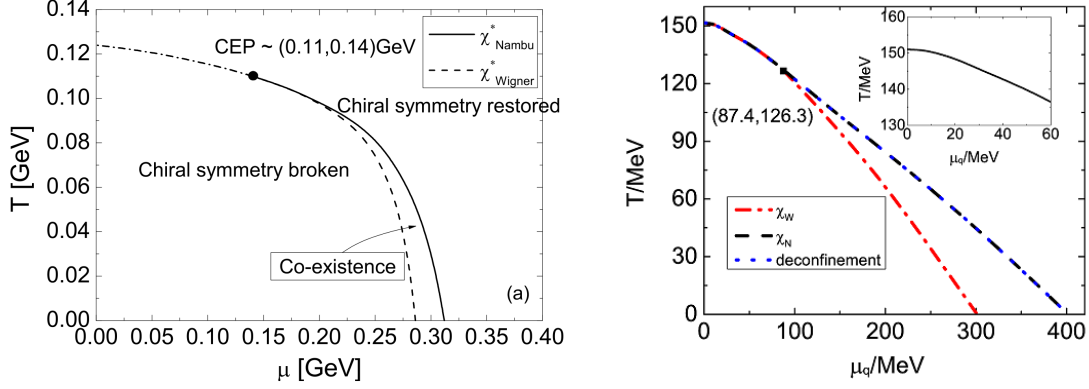 0.14
0.12
0.10
0.08
0.06
0.04
0.02
0.00
T [GeV]
CEP ~ (0.11,0.14)GeV
χ*Nambu
χ*Wigner
Chiral symmetry restored
Chiral symmetry broken
Co-existence
(a)
0.00 0.05 0.10 0.15 0.20 0.25 0.30 0.35 0.40
μ [GeV]
150
120
90
60
30
0
T/MeV
(87.4,126.3)
χW
χN
deconfinement
0 100 200 300 400
μq/MeV
160
150
140
130
T/MeV
0 20 40 60
μq/MeV